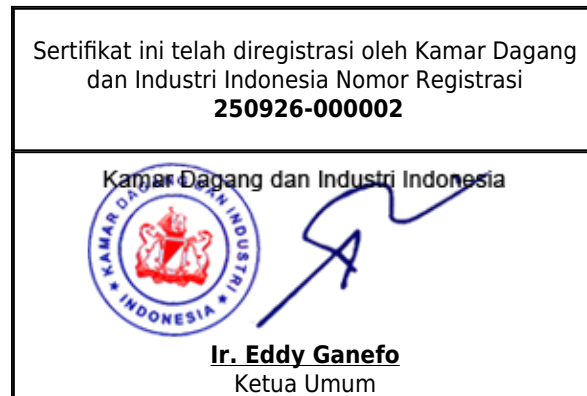 Sertifikat ini telah diregistrasi oleh Kamar Dagang
dan Industri Indonesia Nomor Registrasi
250926-000002
Kamar Dagang dan Industri Indonesia
KAMAR DAGANG DAN INDUSTRI
INDONESIA
Ir. Eddy Ganefo
Ketua Umum